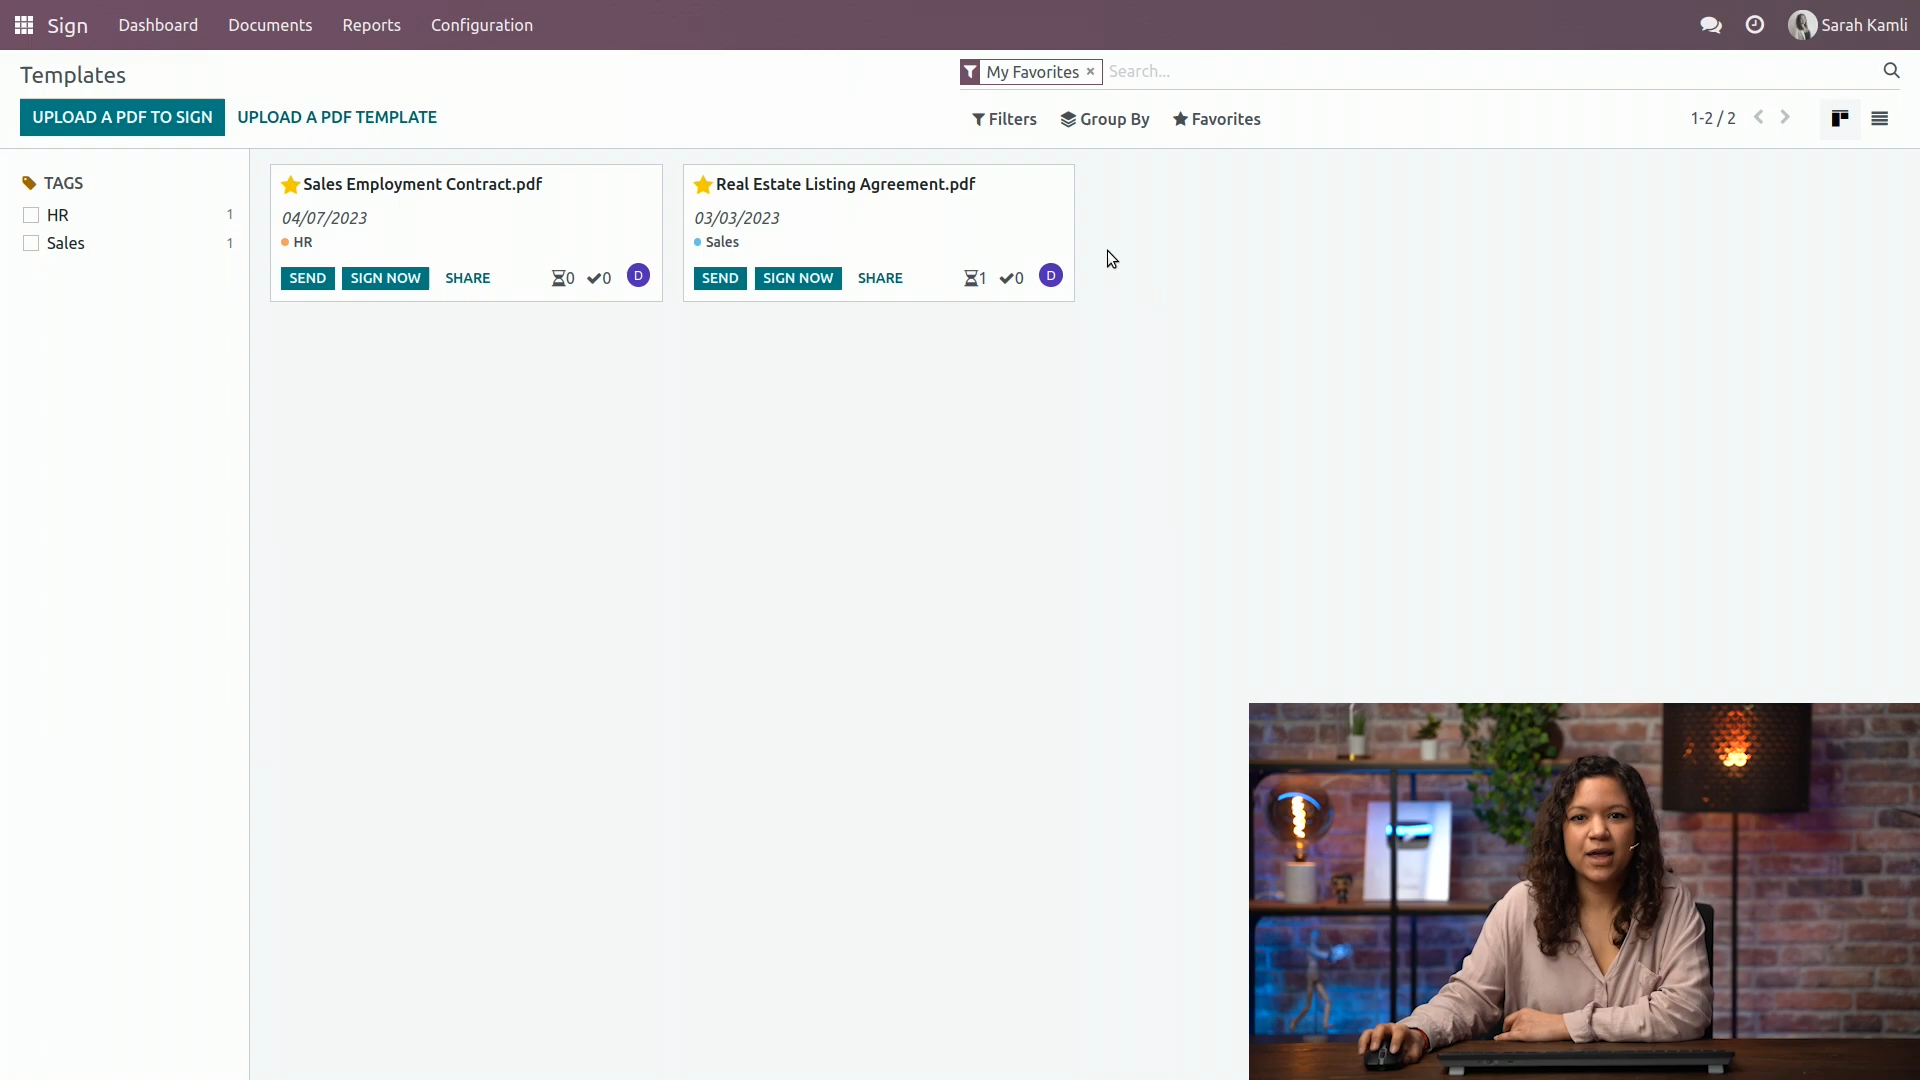 Sign Dashboard Documents Reports Configuration Sarah Kamli
Templates
My Favorites × Search...
UPLOAD A PDF TO SIGN UPLOAD A PDF TEMPLATE
Filters Group By Favorites 1-2 / 2
TAGS
HR 1
Sales 1
Sales Employment Contract.pdf
04/07/2023
HR
SEND SIGN NOW SHARE 0 0 D
Real Estate Listing Agreement.pdf
03/03/2023
Sales
SEND SIGN NOW SHARE 1 0 D